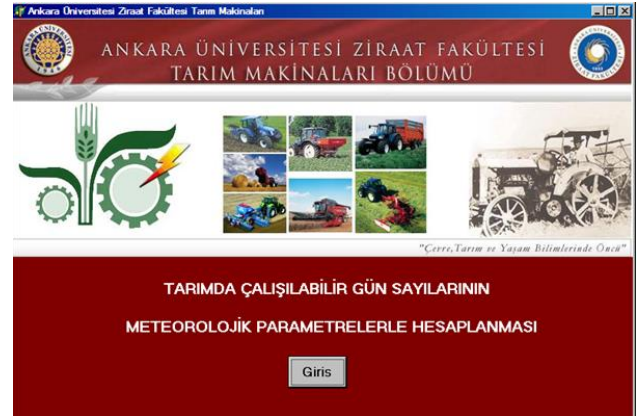 Ankara Üniversitesi Ziraat Fakültesi Tarım Makinaları
ANKARA ÜNİVERSİTESİ ZİRAAT FAKÜLTESİ
TARIM MAKİNALARI BÖLÜMÜ
"Çevre,Tarım ve Yaşam Bilimlerinde Öncü"
TARIMDA ÇALIŞILABİLİR GÜN SAYILARININ
METEOROLOJİK PARAMETRELERLE HESAPLANMASI
Giris